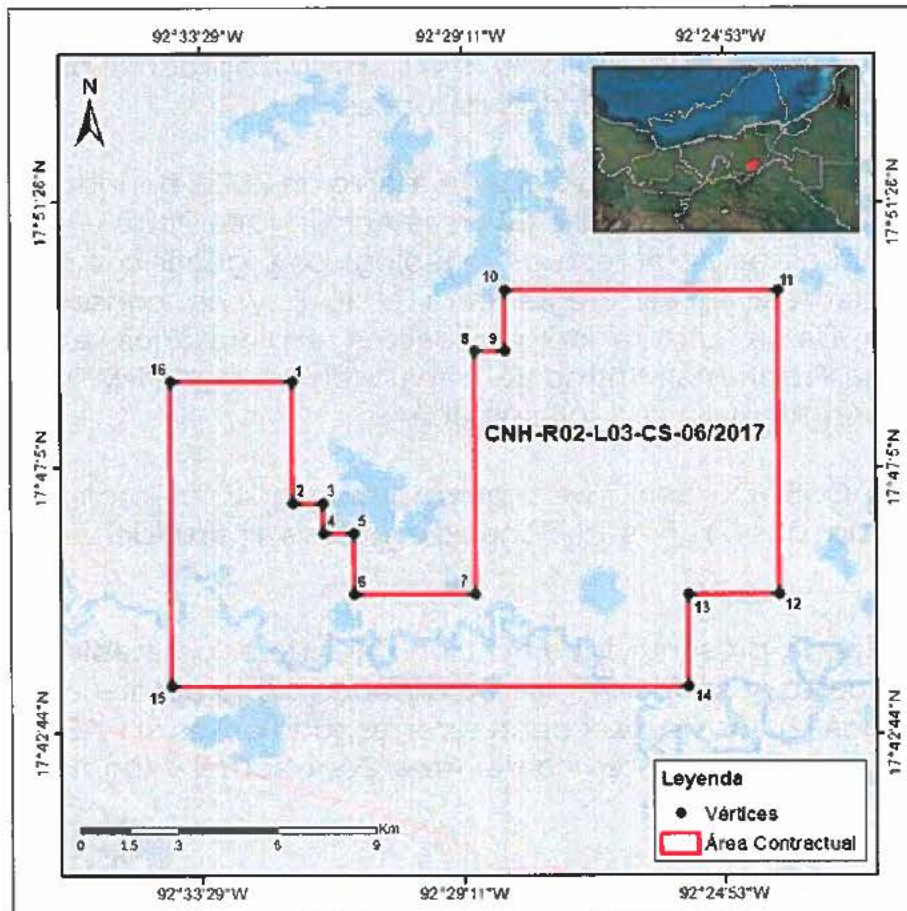 92°33'29"W 92°29'11"W 92°24'53"W
N
17°51'26"N 17°51'26"N
10 11
8 9
16 1
CNH-R02-L03-CS-06/2017
17°47'5"N 17°47'5"N
2 3
4 5
6 7 13 12
15 14
17°42'44"N 17°42'44"N
Leyenda
Vértices
Área Contractual
Km
0 1.5 3 6 9
92°33'29"W 92°29'11"W 92°24'53"W